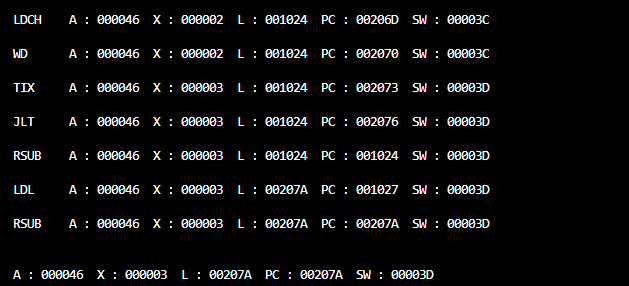 LDCH A : 000046 X : 000002 L : 001024 PC : 00206D SW : 00003C
WD A : 000046 X : 000002 L : 001024 PC : 002070 SW : 00003C
TIX A : 000046 X : 000003 L : 001024 PC : 002073 SW : 00003D
JLT A : 000046 X : 000003 L : 001024 PC : 002076 SW : 00003D
RSUB A : 000046 X : 000003 L : 001024 PC : 001024 SW : 00003D
LDL A : 000046 X : 000003 L : 00207A PC : 001027 SW : 00003D
RSUB A : 000046 X : 000003 L : 00207A PC : 00207A SW : 00003D
A : 000046 X : 000003 L : 00207A PC : 00207A SW : 00003D